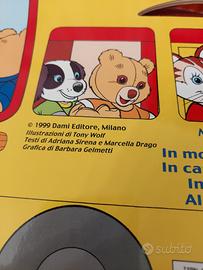 © 1999 Dami Editore, Milano
Illustrazioni di Tony Wolf
Testi di Adriana Sirena e Marcella Drago
Grafica di Barbara Gelmetti
In mo
In ca
In
Al
subito